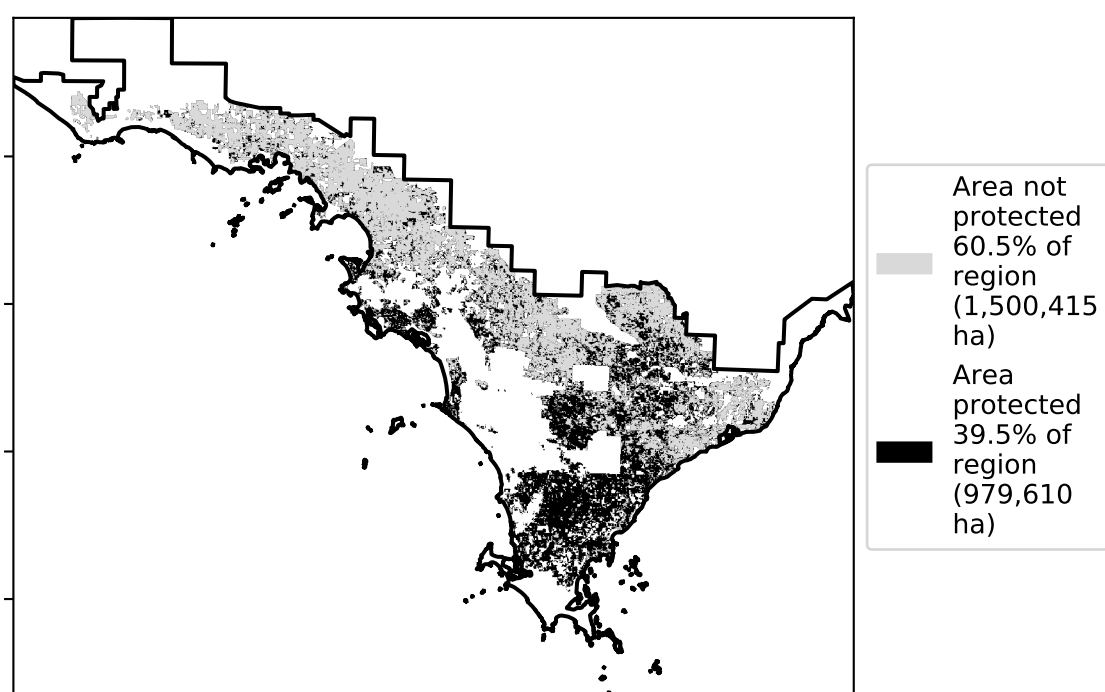 Area not
protected
60.5% of
region
(1,500,415
ha)
Area
protected
39.5% of
region
(979,610
ha)